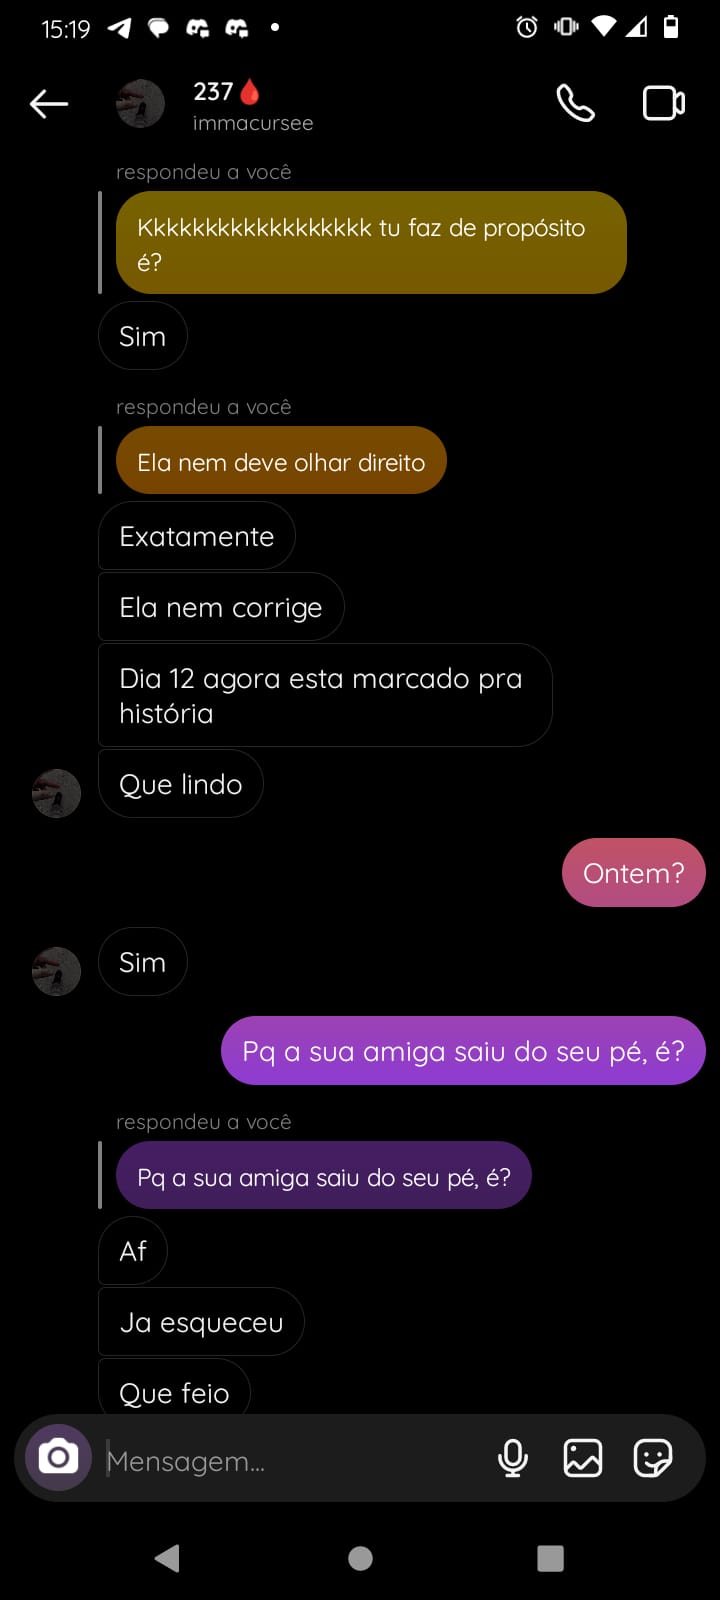 15:19
237🩸
immacursee
respondeu a você
Kkkkkkkkkkkkkkkkkk tu faz de propósito
é?
Sim
respondeu a você
Ela nem deve olhar direito
Exatamente
Ela nem corrige
Dia 12 agora esta marcado pra
história
Que lindo
Ontem?
Sim
Pq a sua amiga saiu do seu pé, é?
respondeu a você
Pq a sua amiga saiu do seu pé, é?
Af
Ja esqueceu
Que feio
Mensagem...